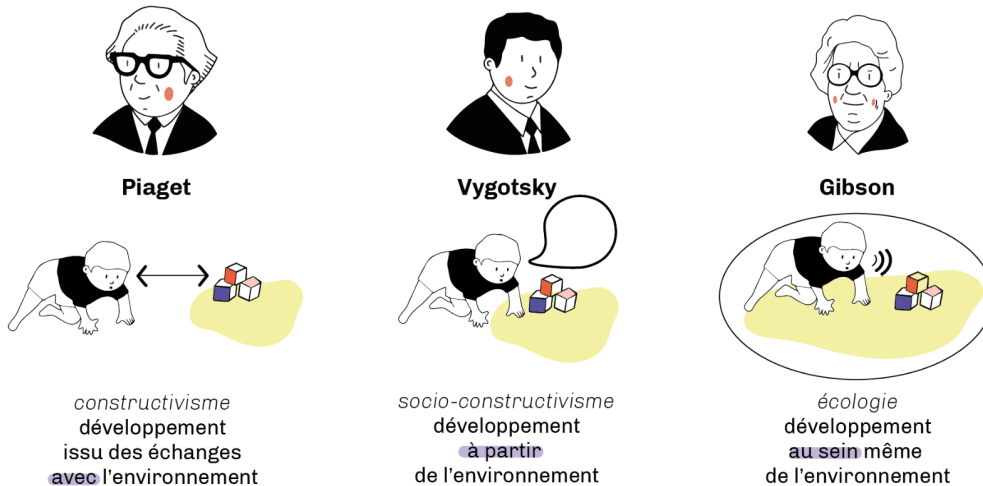 Piaget
constructivisme
développement
issu des échanges
avec l'environnement
Vygotsky
socio-constructivisme
développement
à partir
de l'environnement
Gibson
écologie
développement
au sein même
de l'environnement